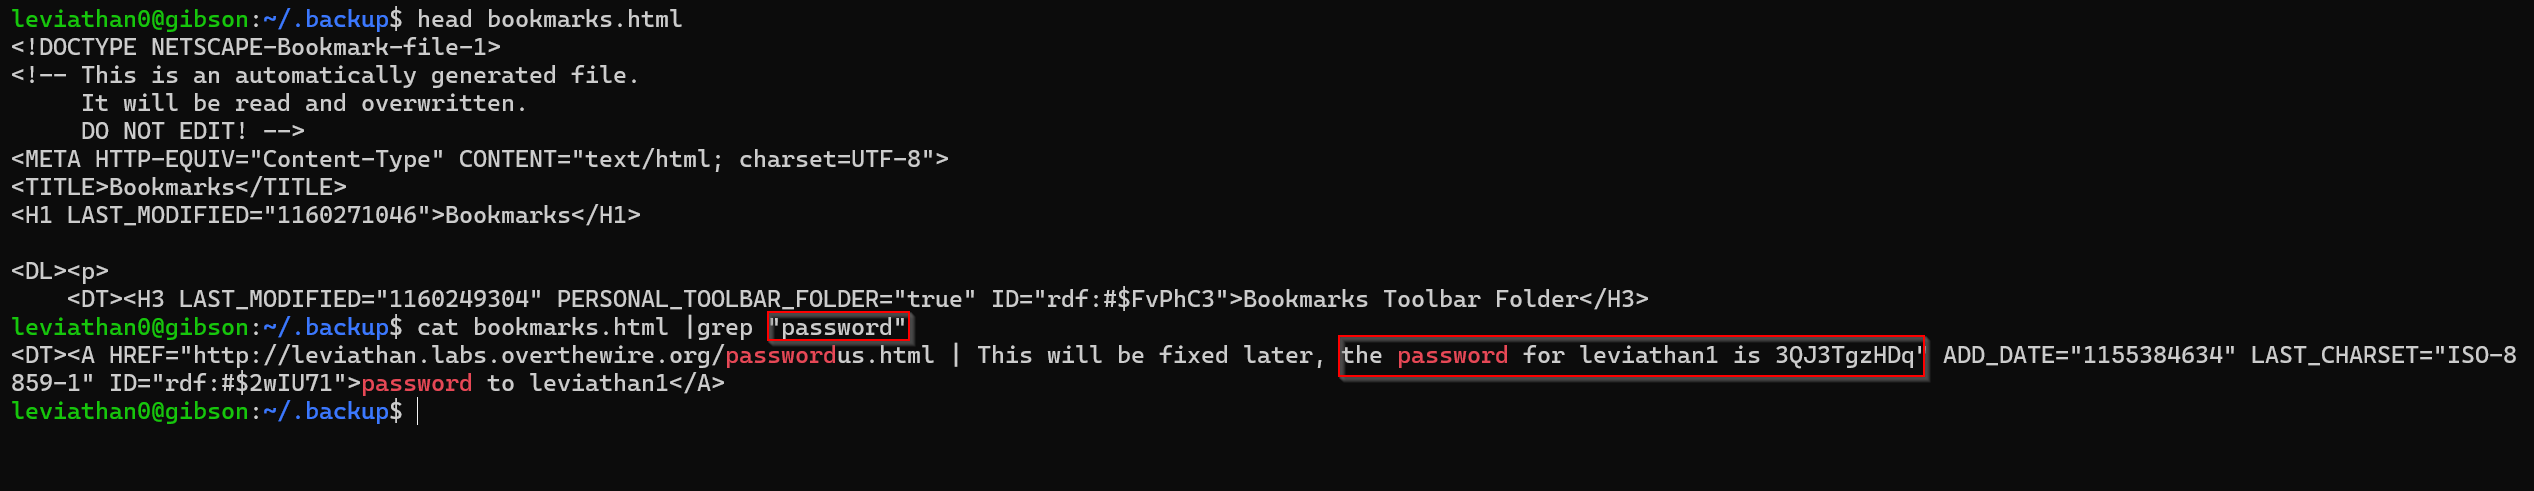 leviathan0@gibson:~/.backup$ head bookmarks.html
<!DOCTYPE NETSCAPE-Bookmark-file-1>
<!-- This is an automatically generated file.
     It will be read and overwritten.
     DO NOT EDIT! -->
<META HTTP-EQUIV="Content-Type" CONTENT="text/html; charset=UTF-8">
<TITLE>Bookmarks</TITLE>
<H1 LAST_MODIFIED="1160271046">Bookmarks</H1>

<DL><p>
    <DT><H3 LAST_MODIFIED="1160249304" PERSONAL_TOOLBAR_FOLDER="true" ID="rdf:#$FvPhC3">Bookmarks Toolbar Folder</H3>
leviathan0@gibson:~/.backup$ cat bookmarks.html |grep "password"
<DT><A HREF="http://leviathan.labs.overthewire.org/passwordus.html | This will be fixed later, the password for leviathan1 is 3QJ3TgzHDq" ADD_DATE="1155384634" LAST_CHARSET="ISO-8
859-1" ID="rdf:#$2wIU71">password to leviathan1</A>
leviathan0@gibson:~/.backup$